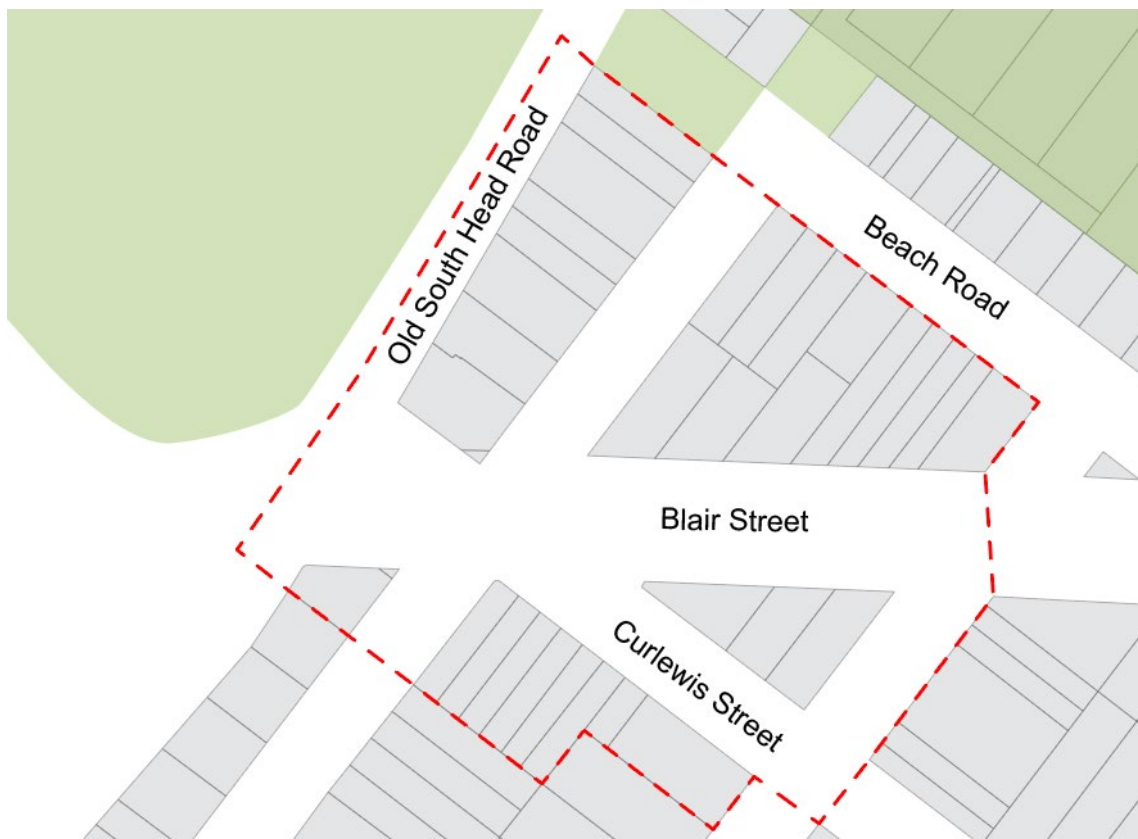 Old South Head Road
Beach Road
Blair Street
Curlewis Street